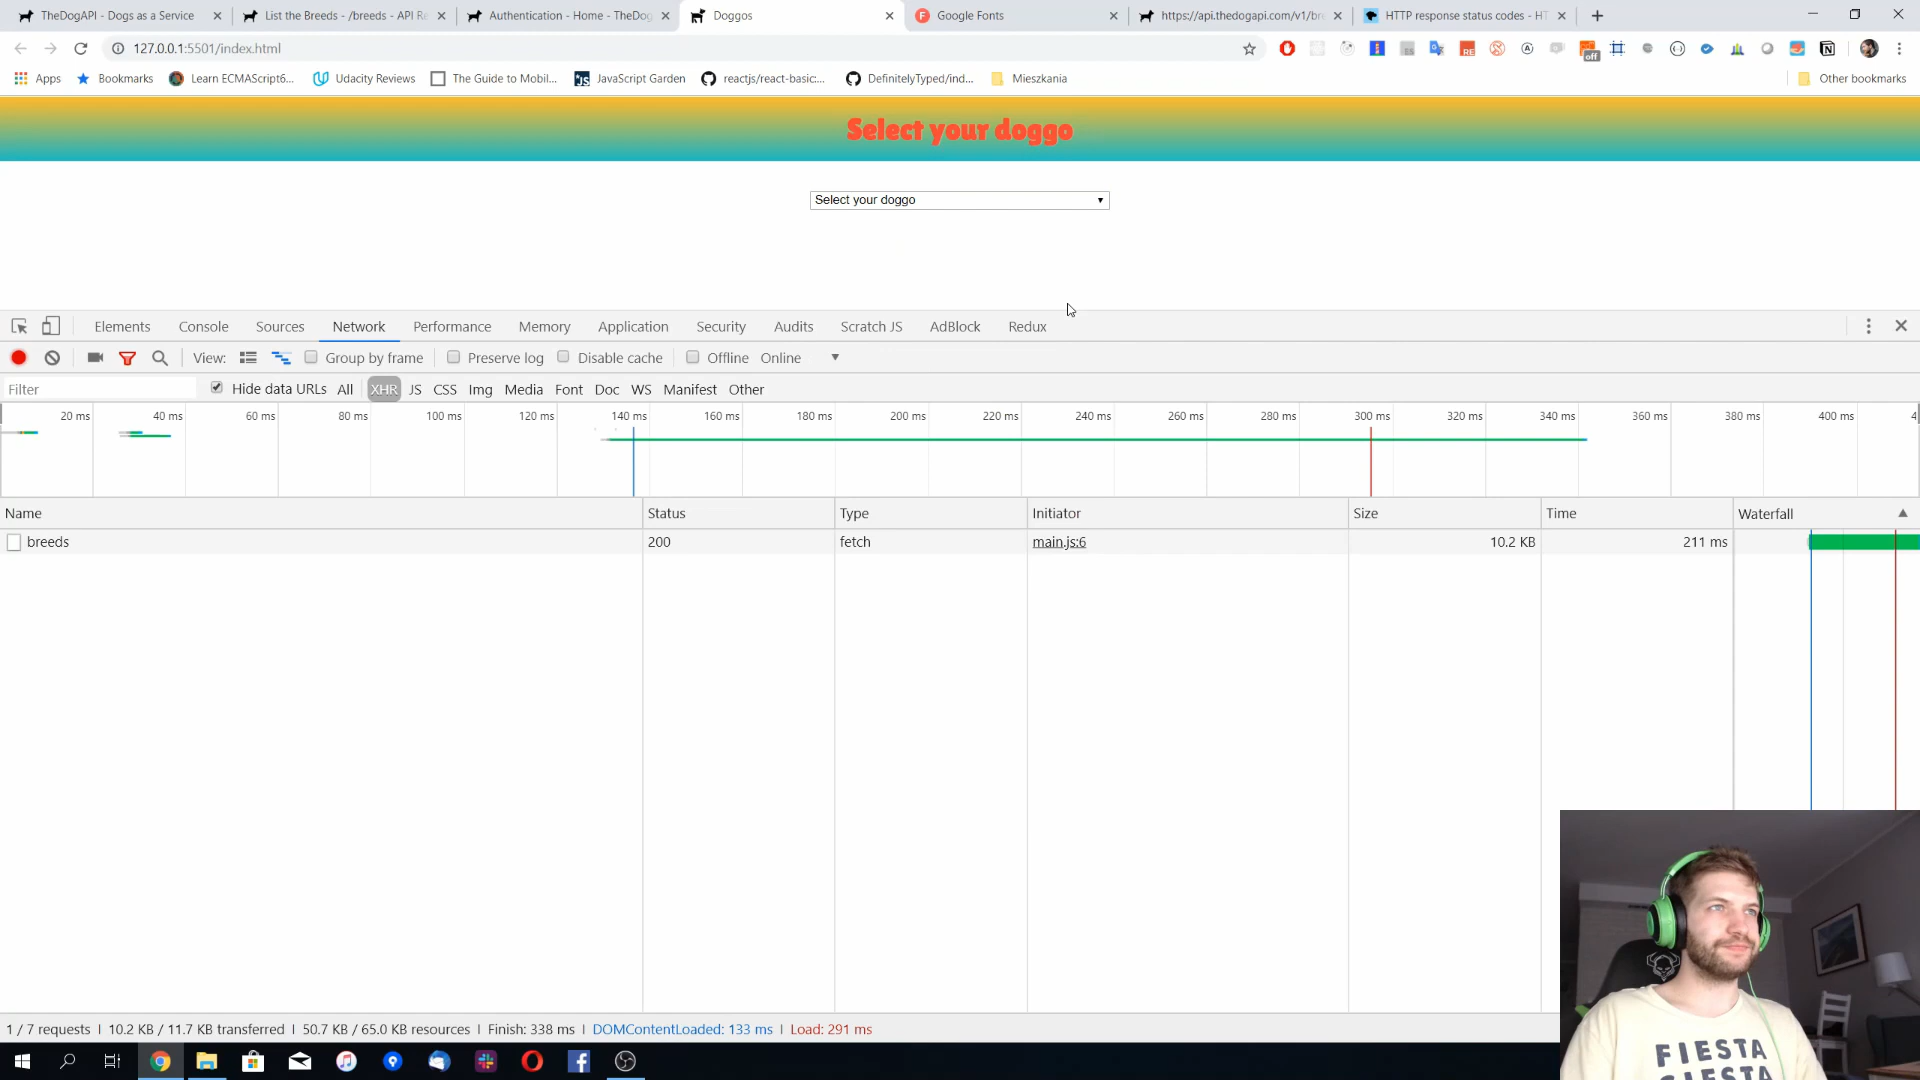 TheDogAPI - Dogs as a Service
List the Breeds - /breeds - API Re
Authentication - Home - TheDog
Doggos
Google Fonts
https://api.thedogapi.com/v1/bre
HTTP response status codes - HT
127.0.0.1:5501/index.html
Apps
Bookmarks
Learn ECMAScript6...
Udacity Reviews
The Guide to Mobil...
JavaScript Garden
reactjs/react-basic:...
DefinitelyTyped/ind...
Mieszkania
Other bookmarks
Select your doggo
Select your doggo
Elements Console Sources Network Performance Memory Application Security Audits Scratch JS AdBlock Redux
View: Group by frame Preserve log Disable cache Offline Online
Filter Hide data URLs All XHR JS CSS Img Media Font Doc WS Manifest Other
20 ms 40 ms 60 ms 80 ms 100 ms 120 ms 140 ms 160 ms 180 ms 200 ms 220 ms 240 ms 260 ms 280 ms 300 ms 320 ms 340 ms 360 ms 380 ms 400 ms 4
Name Status Type Initiator Size Time Waterfall
breeds 200 fetch main.js:6 10.2 KB 211 ms
1 / 7 requests | 10.2 KB / 11.7 KB transferred | 50.7 KB / 65.0 KB resources | Finish: 338 ms | DOMContentLoaded: 133 ms | Load: 291 ms
FIESTA
SIESTA